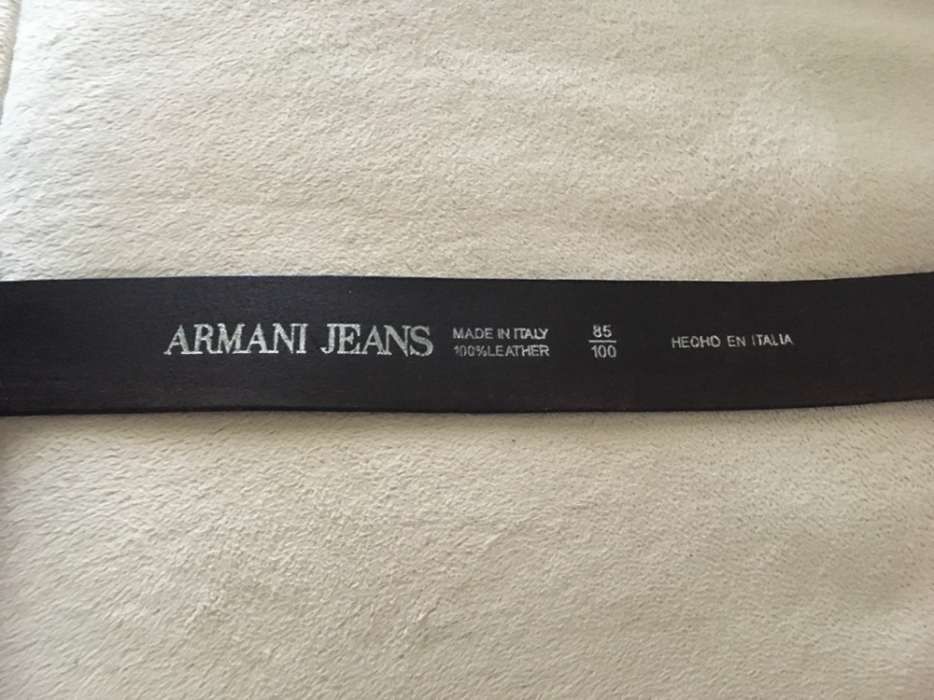 ARMANI JEANS
MADE IN ITALY
100%LEATHER
85
100
HECHO EN ITALIA